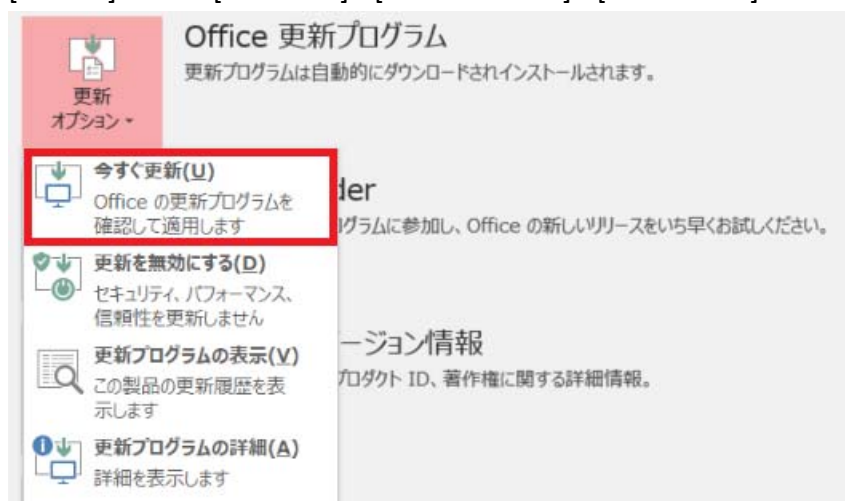 Office 更新プログラム
更新プログラムは自動的にダウンロードされインストールされます。
更新
オプション
今すぐ更新(U)
Office の更新プログラムを
確認して適用します
der
グラムに参加し、Office の新しいリリースをいち早くお試しください。
更新を無効にする(D)
セキュリティ、パフォーマンス、
信頼性を更新しません
ージョン情報
更新プログラムの表示(V)
この製品の更新履歴を表
示します
プロダクト ID、著作権に関する詳細情報。
更新プログラムの詳細(A)
詳細を表示します